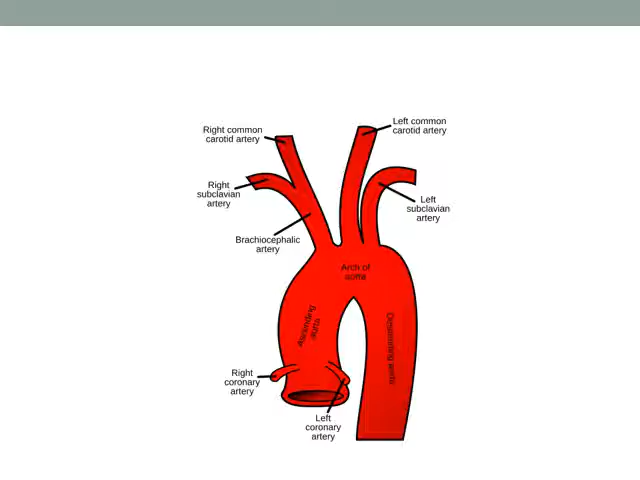 Left common
carotid artery
Right common
carotid artery
Right
subclavian
artery
Left
subclavian
artery
Brachiocephalic
artery
Arch of
aorta
Ascending
aorta
Descending aorta
Right
coronary
artery
Left
coronary
artery